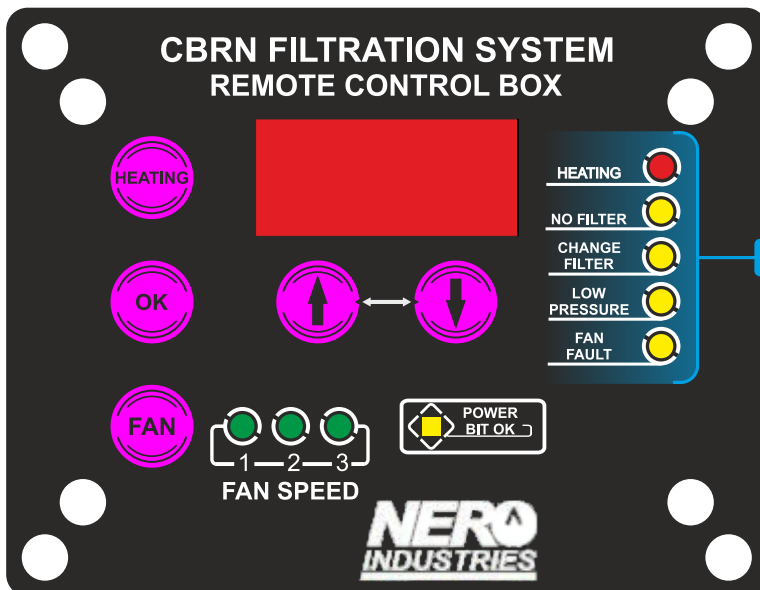 CBRN FILTRATION SYSTEM
REMOTE CONTROL BOX
HEATING
OK
FAN
HEATING
NO FILTER
CHANGE
FILTER
LOW
PRESSURE
FAN
FAULT
1 2 3
FAN SPEED
POWER
BIT OK
NERO
INDUSTRIES